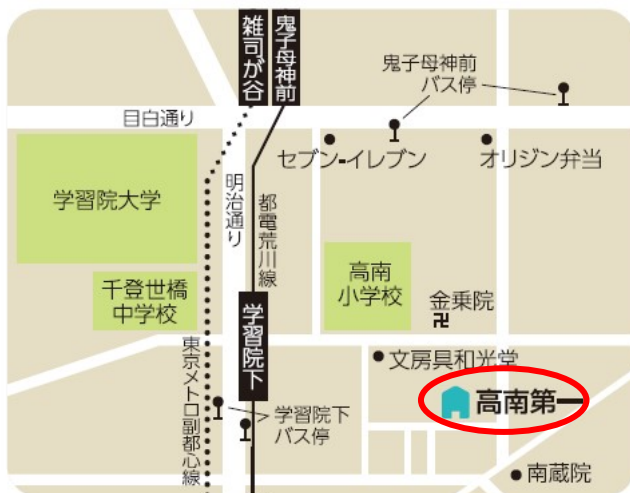 雑司が谷
鬼子母神前
鬼子母神前
バス停
目白通り
セブン-イレブン
オリジン弁当
学習院大学
明治通り
都電荒川線
高南
小学校
千登世橋
中学校
金乗院
卍
学習院下
文房具和光堂
東京メトロ副都心線
高南第一
学習院下
バス停
南蔵院